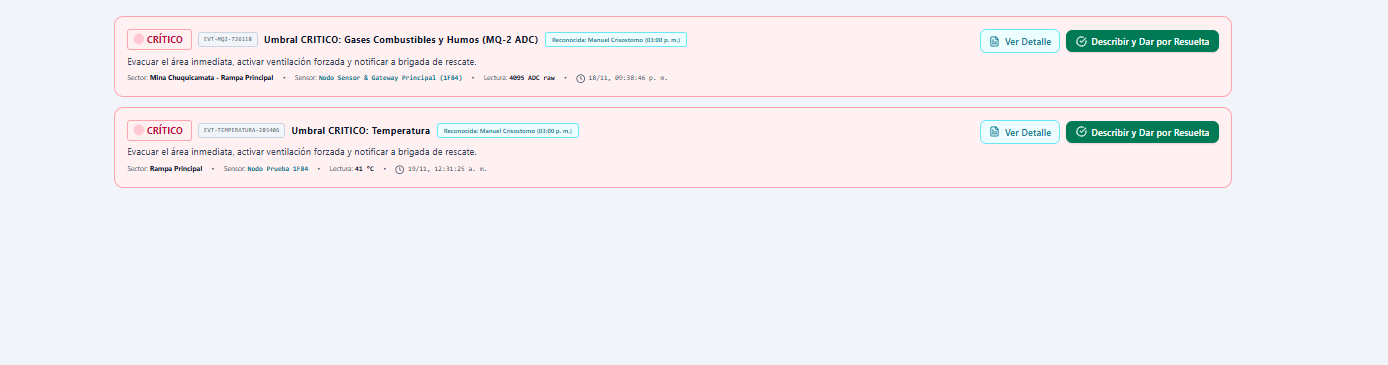 CRÍTICO EVT-MQ2-726118 Umbral CRITICO: Gases Combustibles y Humos (MQ-2 ADC) Reconocida: Manuel Crisostomo (03:00 p. m.) Ver Detalle Describir y Dar por Resuelta
Evacuar el área inmediata, activar ventilación forzada y notificar a brigada de rescate.
Sector: Mina Chuquicamata - Rampa Principal • Sensor: Nodo Sensor & Gateway Principal (1F84) • Lectura: 4095 ADC raw • 18/11, 09:38:46 p. m.
CRÍTICO EVT-TEMPERATURA-285406 Umbral CRITICO: Temperatura Reconocida: Manuel Crisostomo (03:00 p. m.) Ver Detalle Describir y Dar por Resuelta
Evacuar el área inmediata, activar ventilación forzada y notificar a brigada de rescate.
Sector: Rampa Principal • Sensor: Nodo Prueba 1F84 • Lectura: 41 °C • 19/11, 12:31:25 a. m.